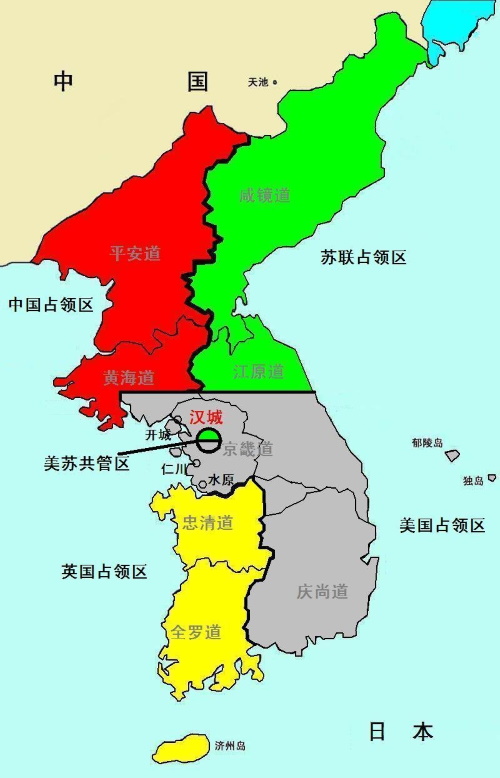 中 国
天池
咸镜道
平安道
苏联占领区
中国占领区
黄海道
江原道
汉城
开城
京畿道
郁陵岛
美苏共管区
仁川
水原
独岛
忠清道
美国占领区
英国占领区
庆尚道
全罗道
日 本
济州岛